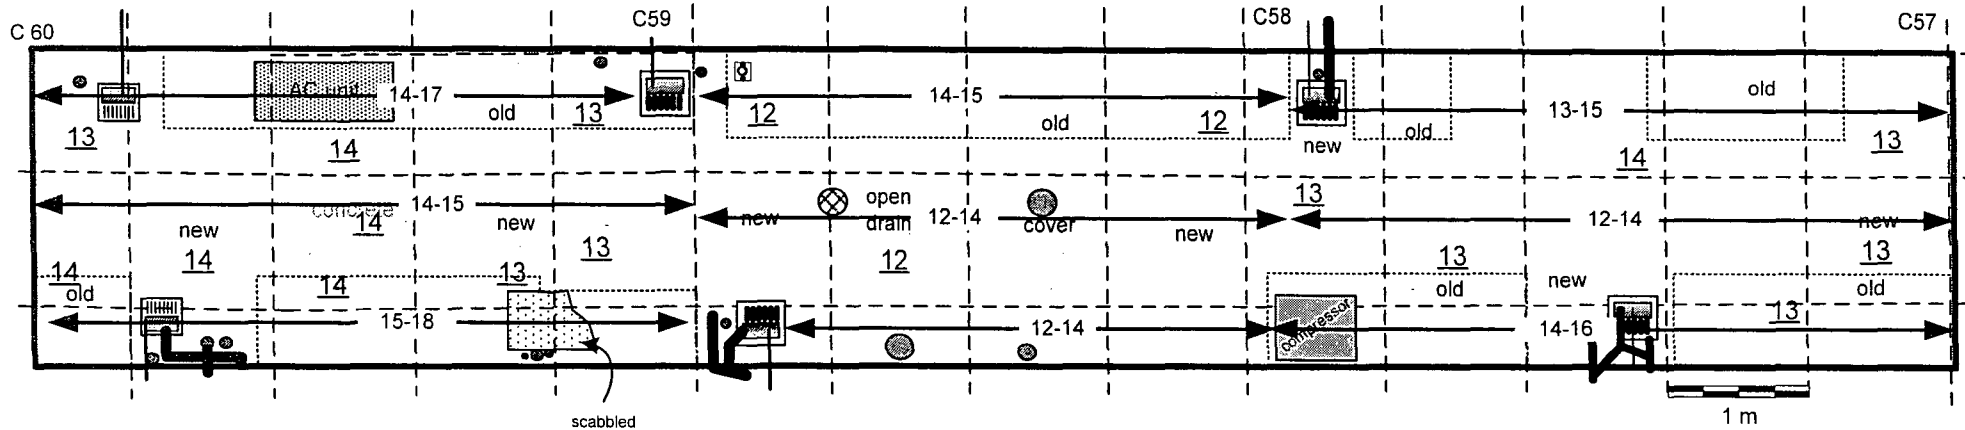 C 60
C59
C58
C57
AC unit
14-17
old
13
13
14
12
14-15
old
12
new
old
13-15
old
14
13
14-15
concrete
14
new
new
14
13
new
open
drain
12-14
cover
new
12
13
12-14
new
13
13
14
old
14
13
15-18
12-14
compressor
old
new
14-16
old
13
scabbled
1 m